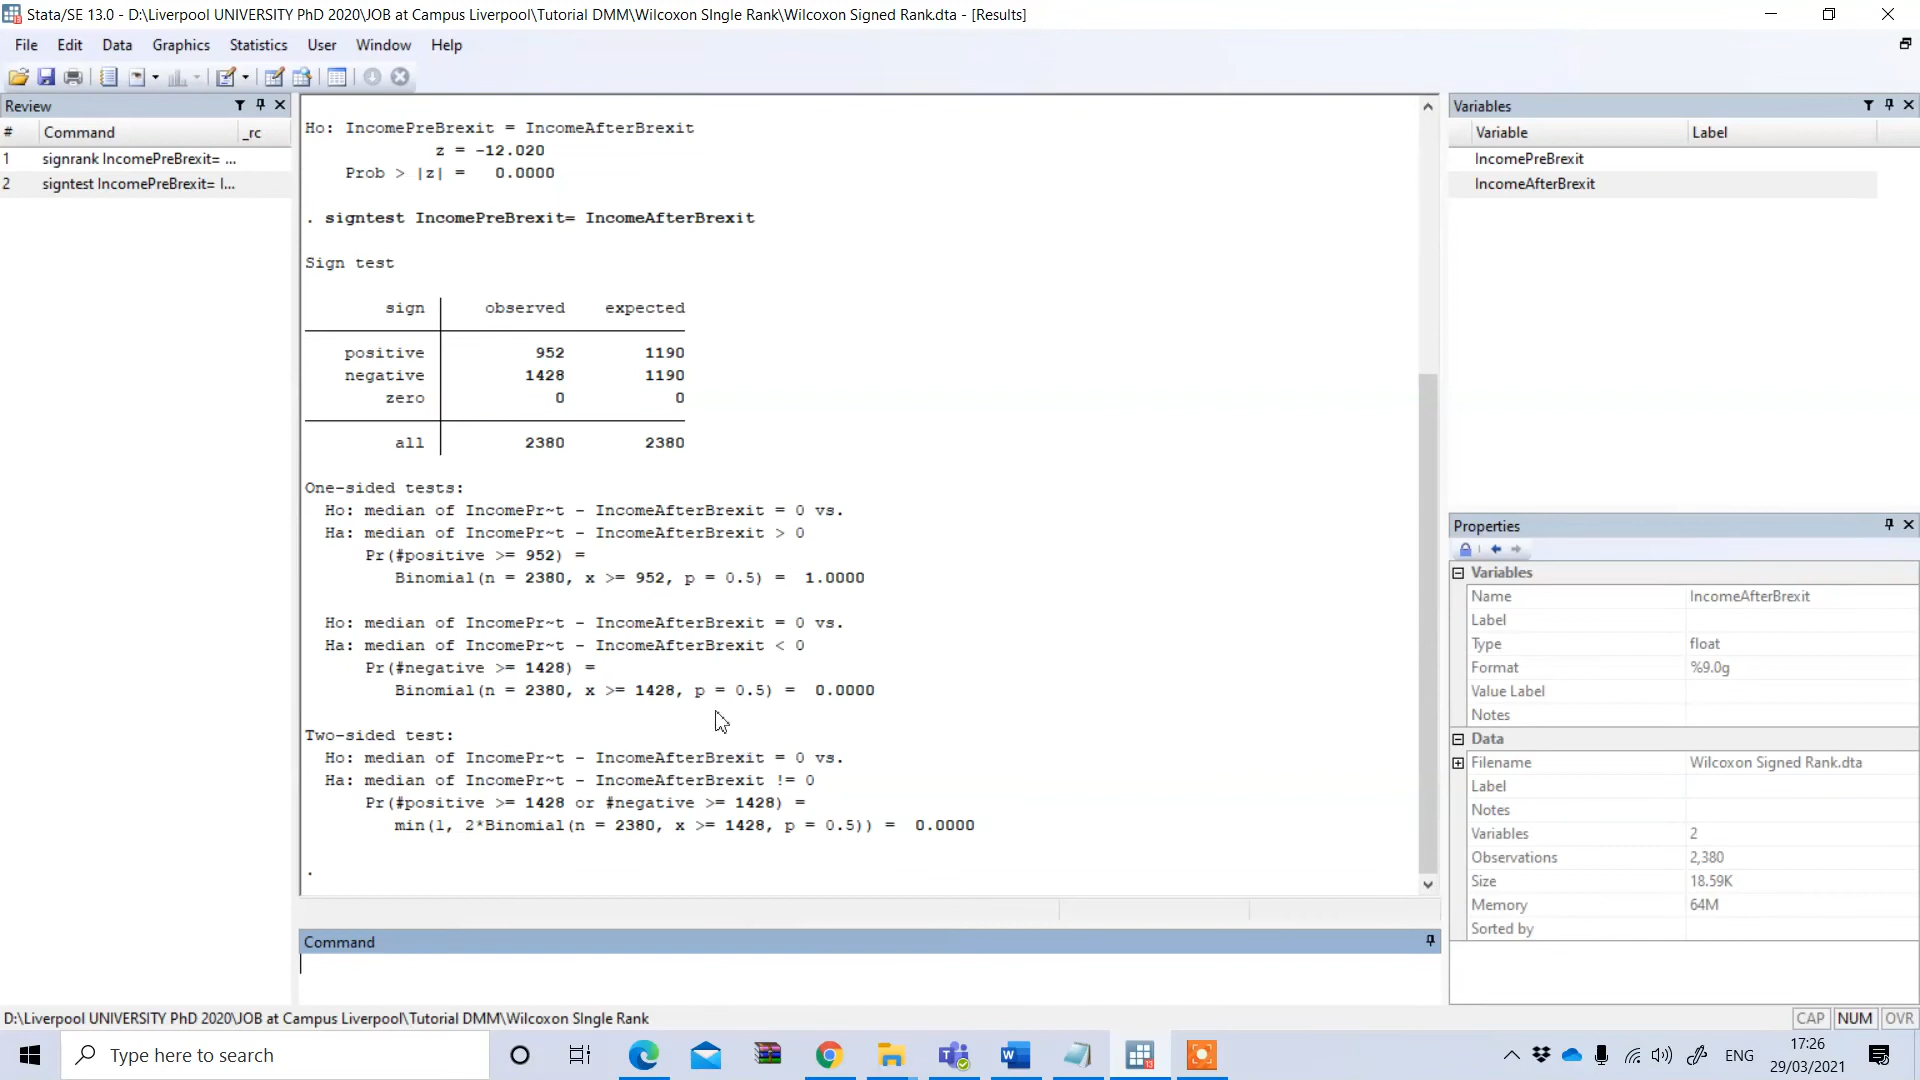 Stata/SE 13.0 - D:\Liverpool UNIVERSITY PhD 2020\JOB at Campus Liverpool\Tutorial DMM\Wilcoxon SIngle Rank\Wilcoxon Signed Rank.dta - [Results]
File Edit Data Graphics Statistics User Window Help
Review
# Command _rc
1 signrank IncomePreBrexit= ...
2 signtest IncomePreBrexit= I...
Ho: IncomePreBrexit = IncomeAfterBrexit
z = -12.020
Prob > |z| = 0.0000
. signtest IncomePreBrexit= IncomeAfterBrexit
Sign test
sign observed expected
positive 952 1190
negative 1428 1190
zero 0 0
all 2380 2380
One-sided tests:
Ho: median of IncomePr~t - IncomeAfterBrexit = 0 vs.
Ha: median of IncomePr~t - IncomeAfterBrexit > 0
Pr(#positive >= 952) =
Binomial(n = 2380, x >= 952, p = 0.5) = 1.0000
Ho: median of IncomePr~t - IncomeAfterBrexit = 0 vs.
Ha: median of IncomePr~t - IncomeAfterBrexit < 0
Pr(#negative >= 1428) =
Binomial(n = 2380, x >= 1428, p = 0.5) = 0.0000
Two-sided test:
Ho: median of IncomePr~t - IncomeAfterBrexit = 0 vs.
Ha: median of IncomePr~t - IncomeAfterBrexit != 0
Pr(#positive >= 1428 or #negative >= 1428) =
min(1, 2*Binomial(n = 2380, x >= 1428, p = 0.5)) = 0.0000
.
Command
Variables
Variable Label
IncomePreBrexit
IncomeAfterBrexit
Properties
Variables
Name IncomeAfterBrexit
Label
Type float
Format %9.0g
Value Label
Notes
Data
Filename Wilcoxon Signed Rank.dta
Label
Notes
Variables 2
Observations 2,380
Size 18.59K
Memory 64M
Sorted by
D:\Liverpool UNIVERSITY PhD 2020\JOB at Campus Liverpool\Tutorial DMM\Wilcoxon SIngle Rank
CAP NUM OVR
Type here to search
ENG
17:26
29/03/2021